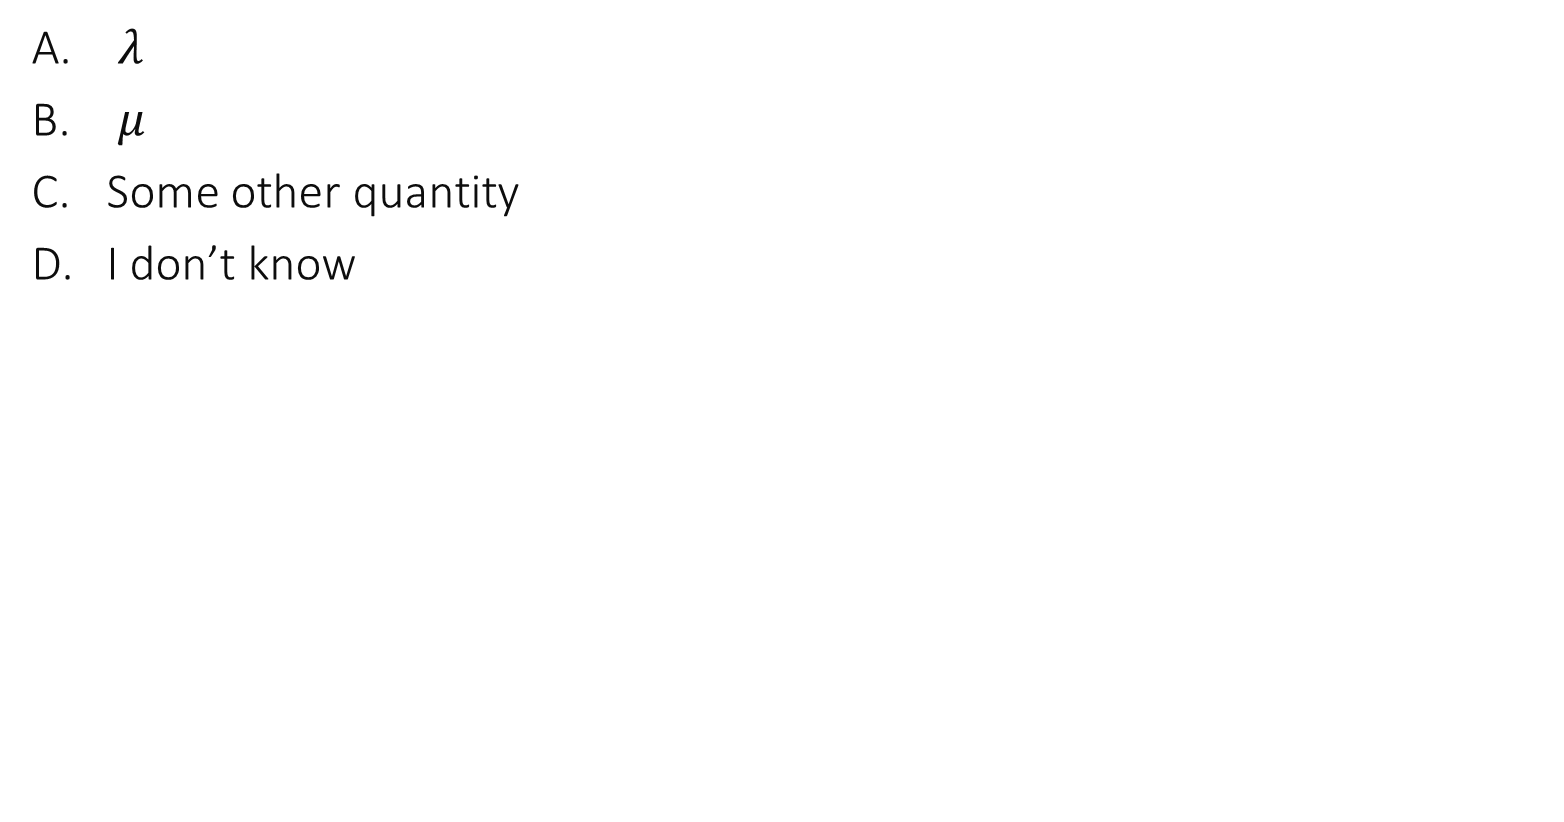 A. λ
B. μ
C. Some other quantity
D. I don’t know